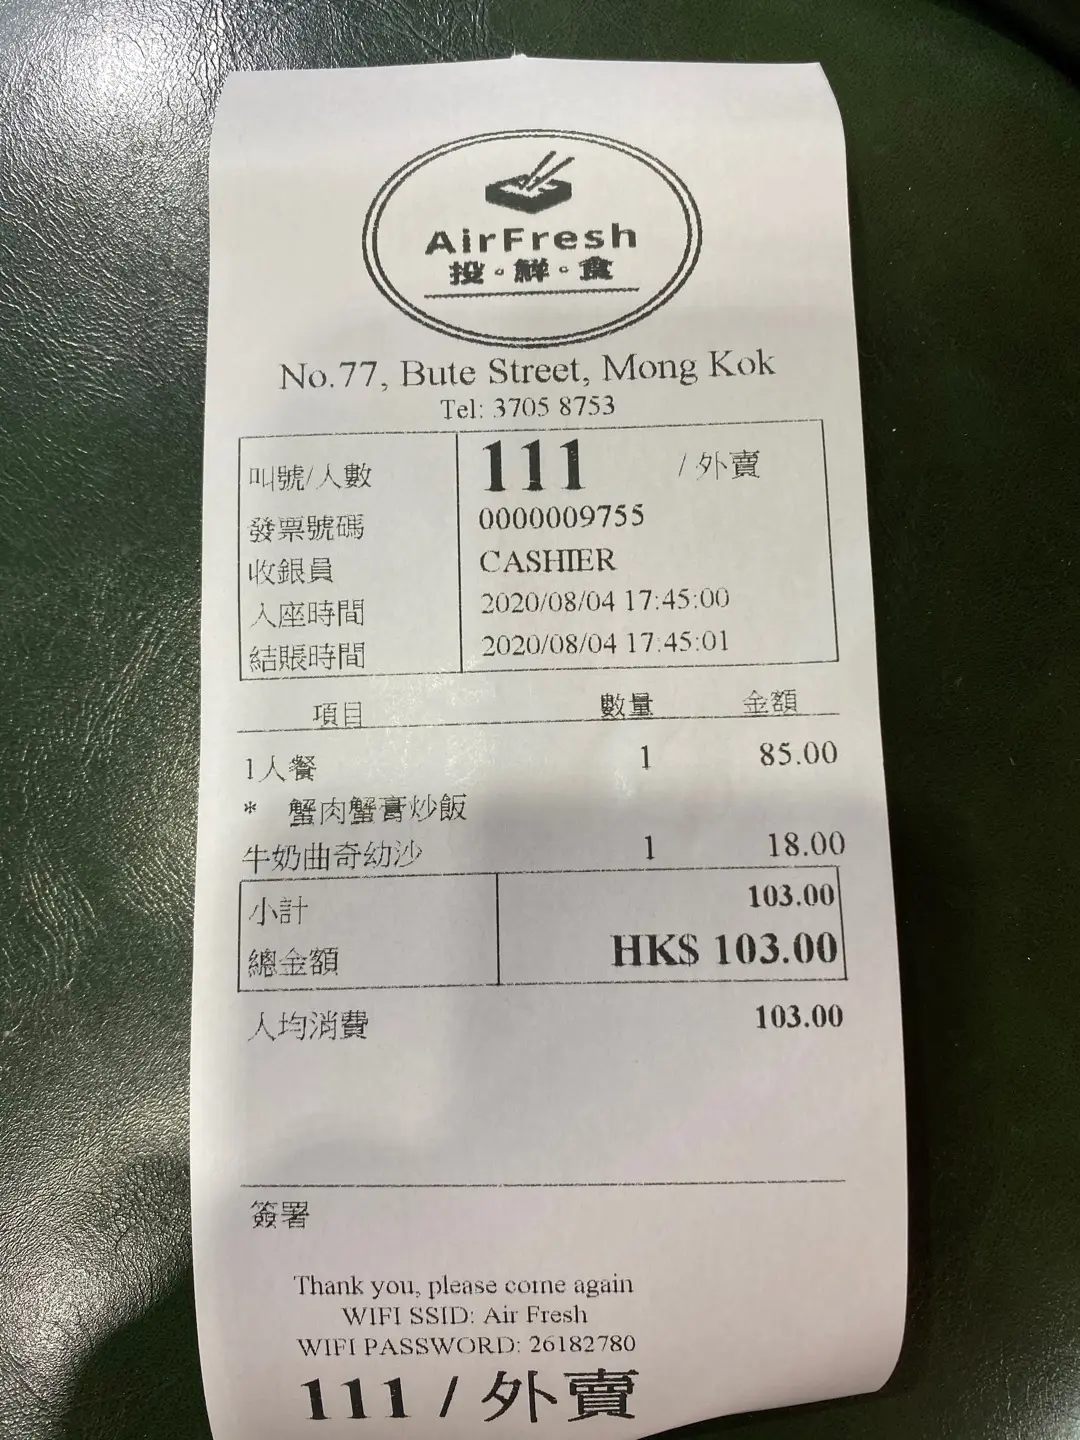 AirFresh
投。鮮。食
No.77, Bute Street, Mong Kok
Tel: 3705 8753
叫號/人數 111 / 外賣
發票號碼 0000009755
收銀員 CASHIER
入座時間 2020/08/04 17:45:00
結賬時間 2020/08/04 17:45:01
項目 數量 金額
1人餐 1 85.00
* 蟹肉蟹膏炒飯
牛奶曲奇幼沙 1 18.00
小計 103.00
總金額 HK$ 103.00
人均消費 103.00
簽署
Thank you, please come again
WIFI SSID: Air Fresh
WIFI PASSWORD: 26182780
111 / 外賣